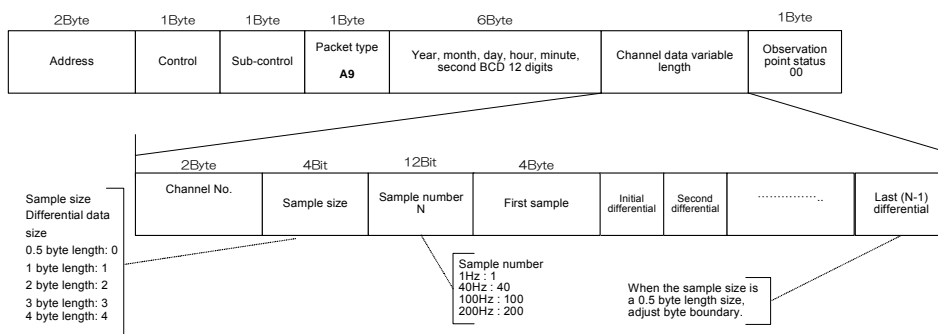 2Byte 1Byte 1Byte 1Byte 6Byte 1Byte
Address
Control
Sub-control
Packet type
A9
Year, month, day, hour, minute,
second BCD 12 digits
Channel data variable
length
Observation
point status
00
2Byte 4Bit 12Bit 4Byte
Channel No.
Sample size
Sample number
N
First sample
Initial
differential
Second
differential
................
Last (N-1)
differential
Sample size
Differential data
size
0.5 byte length: 0
1 byte length: 1
2 byte length: 2
3 byte length: 3
4 byte length: 4
Sample number
1Hz : 1
40Hz : 40
100Hz : 100
200Hz : 200
When the sample size is
a 0.5 byte length size,
adjust byte boundary.